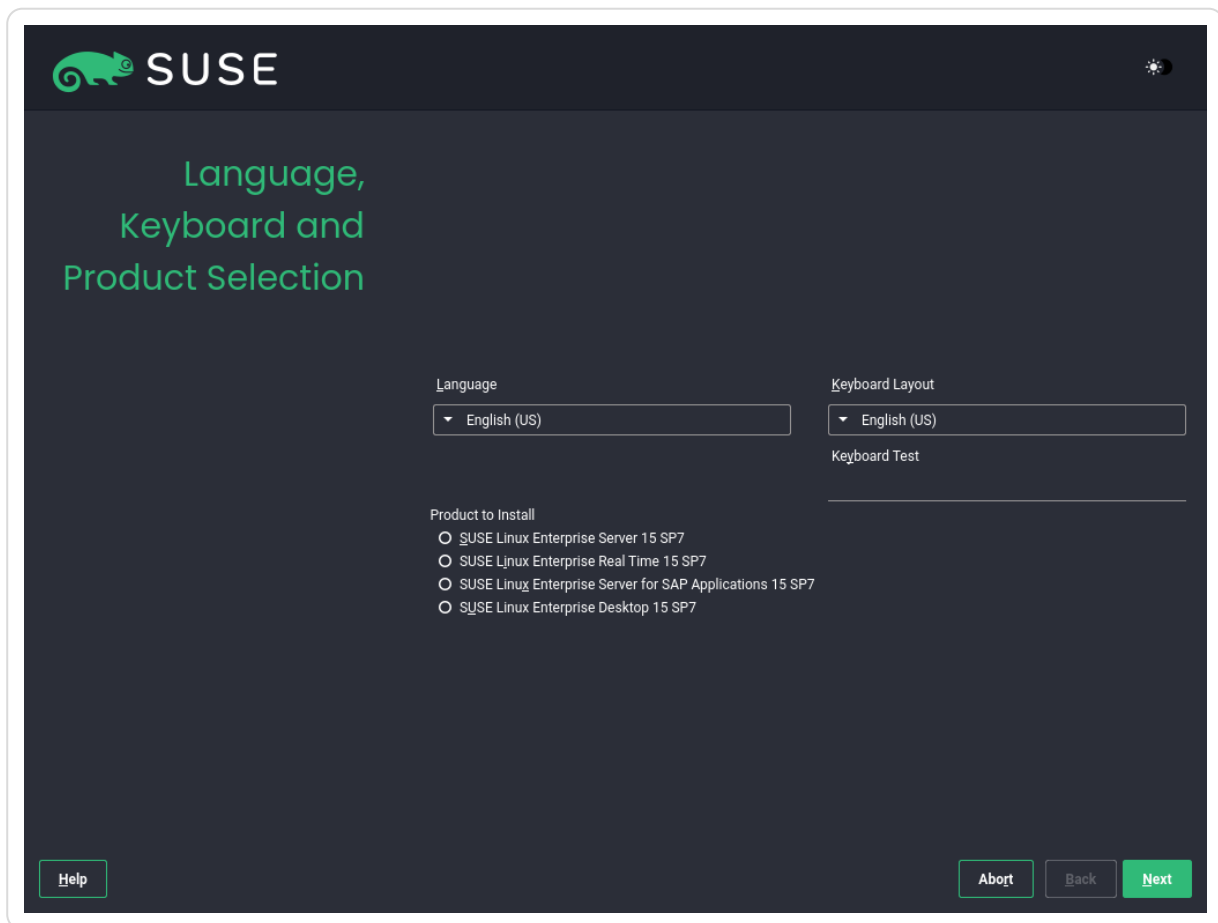 SUSE
Language,
Keyboard and
Product Selection
Language
English (US)
Keyboard Layout
English (US)
Keyboard Test
Product to Install
SUSE Linux Enterprise Server 15 SP7
SUSE Linux Enterprise Real Time 15 SP7
SUSE Linux Enterprise Server for SAP Applications 15 SP7
SUSE Linux Enterprise Desktop 15 SP7
Help
Abort
Back
Next